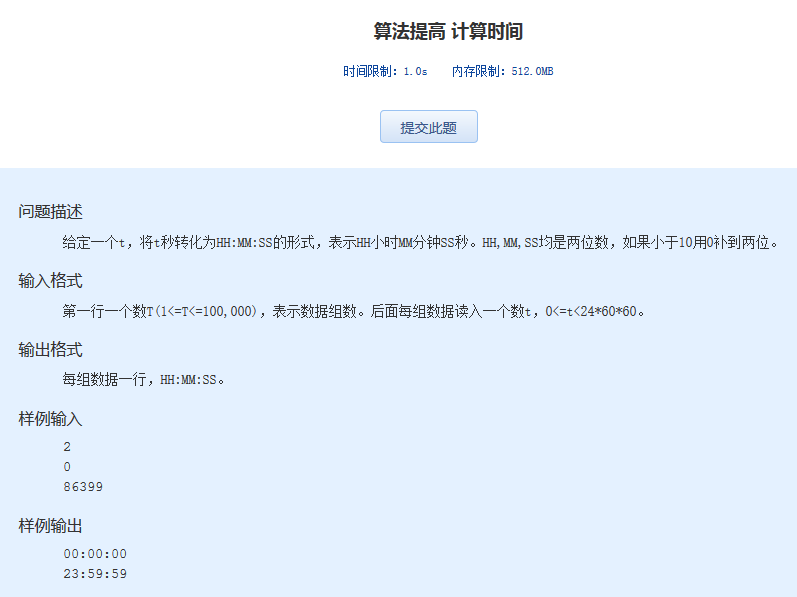 算法提高 计算时间
时间限制：1.0s 内存限制：512.0MB
提交此题
问题描述
给定一个t，将t秒转化为HH:MM:SS的形式，表示HH小时MM分钟SS秒。HH,MM,SS均是两位数，如果小于10用0补到两位。
输入格式
第一行一个数T(1<=T<=100,000)，表示数据组数。后面每组数据读入一个数t，0<=t<24*60*60。
输出格式
每组数据一行，HH:MM:SS。
样例输入
2
0
86399
样例输出
00:00:00
23:59:59